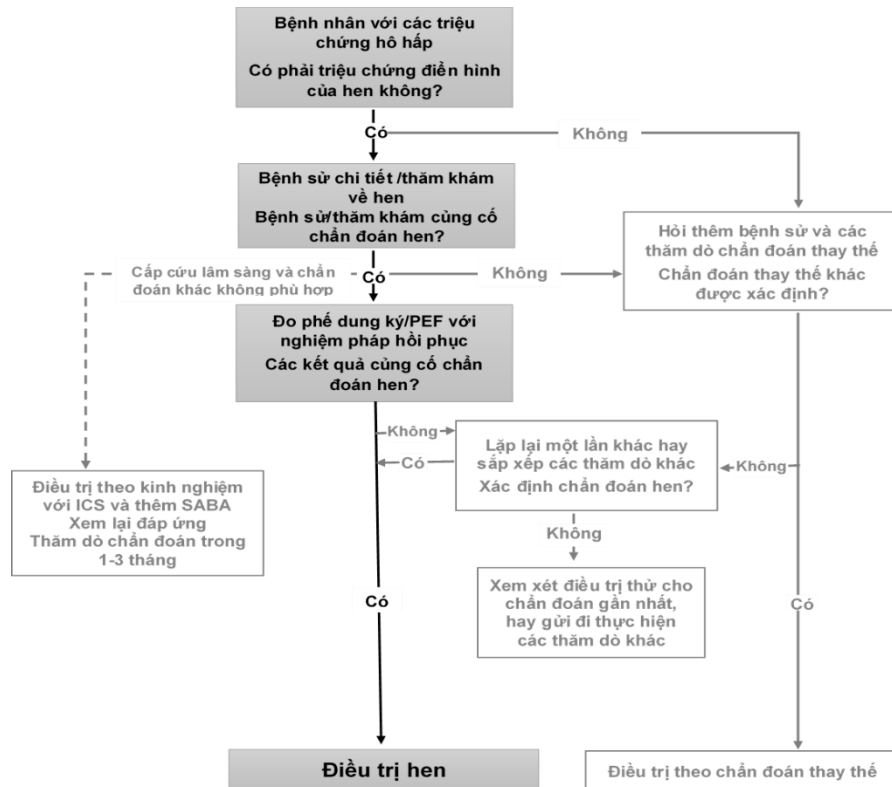 Bệnh nhân với các triệu
chứng hô hấp
Có phải triệu chứng điển hình
của hen không?
Có
Không
Bệnh sử chi tiết /thăm khám
về hen
Bệnh sử/thăm khám củng cố
chẩn đoán hen?
Hỏi thêm bệnh sử và các
thăm dò chẩn đoán thay thế
Chẩn đoán thay thế khác
được xác định?
Cấp cứu lâm sàng và chẩn
đoán khác không phù hợp
Có
Không
Đo phế dung ký/PEF với
nghiệm pháp hồi phục
Các kết quả củng cố chẩn
đoán hen?
Không
Có
Lặp lại một lần khác hay
sắp xếp các thăm dò khác
Xác định chẩn đoán hen?
Không
Điều trị theo kinh nghiệm
với ICS và thêm SABA
Xem lại đáp ứng
Thăm dò chẩn đoán trong
1-3 tháng
Không
Xem xét điều trị thử cho
chẩn đoán gần nhất,
hay gửi đi thực hiện
các thăm dò khác
Có
Có
Điều trị hen
Điều trị theo chẩn đoán thay thế